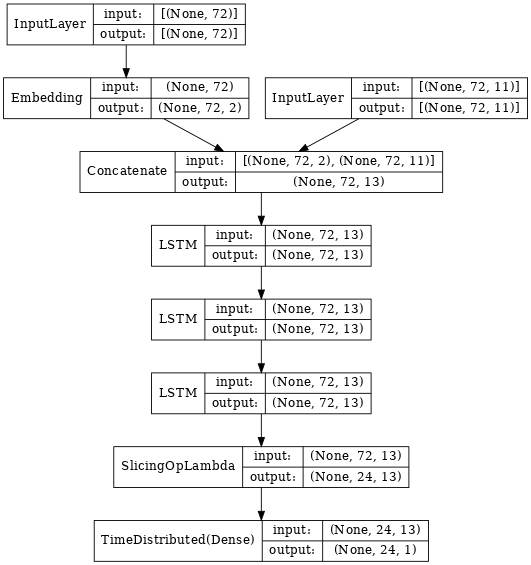 InputLayer input: [(None, 72)]
output: [(None, 72)]
Embedding input: (None, 72)
output: (None, 72, 2)
InputLayer input: [(None, 72, 11)]
output: [(None, 72, 11)]
Concatenate input: [(None, 72, 2), (None, 72, 11)]
output: (None, 72, 13)
LSTM input: (None, 72, 13)
output: (None, 72, 13)
LSTM input: (None, 72, 13)
output: (None, 72, 13)
LSTM input: (None, 72, 13)
output: (None, 72, 13)
SlicingOpLambda input: (None, 72, 13)
output: (None, 24, 13)
TimeDistributed(Dense) input: (None, 24, 13)
output: (None, 24, 1)